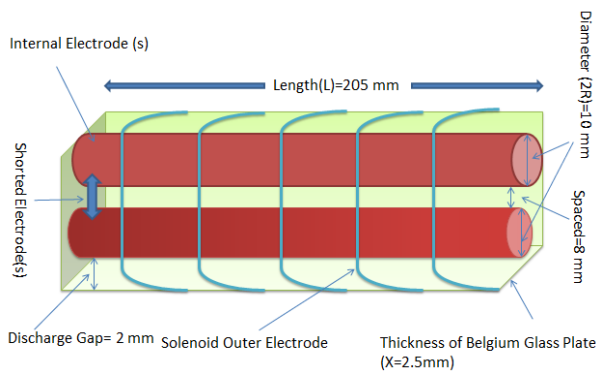 Internal Electrode (s)
Length(L)=205 mm
Diameter (2R)=10 mm
Shorted Electrode(s)
Spaced=8 mm
Discharge Gap= 2 mm
Solenoid Outer Electrode
Thickness of Belgium Glass Plate
(X=2.5mm)